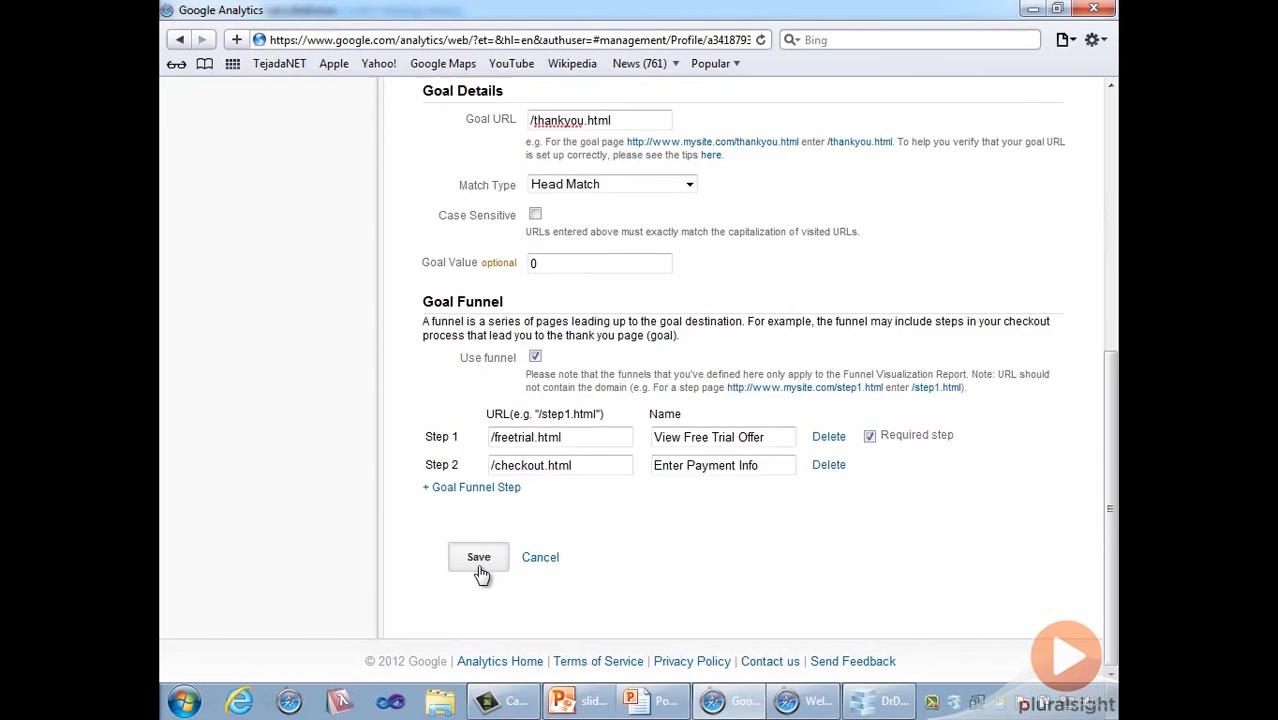 Google Analytics
https://www.google.com/analytics/web/?et=&hl=en&authuser=#management/Profile/a3418793
Bing
TejadaNET Apple Yahoo! Google Maps YouTube Wikipedia News (761) Popular
Goal Details
Goal URL /thankyou.html
e.g. For the goal page http://www.mysite.com/thankyou.html enter /thankyou.html. To help you verify that your goal URL
is set up correctly, please see the tips here.
Match Type Head Match
Case Sensitive
URLs entered above must exactly match the capitalization of visited URLs.
Goal Value optional 0
Goal Funnel
A funnel is a series of pages leading up to the goal destination. For example, the funnel may include steps in your checkout
process that lead you to the thank you page (goal).
Use funnel
Please note that the funnels that you've defined here only apply to the Funnel Visualization Report. Note: URL should
not contain the domain (e.g. For a step page http://www.mysite.com/step1.html enter /step1.html).
URL(e.g. "/step1.html") Name
Step 1 /freetrial.html View Free Trial Offer Delete Required step
Step 2 /checkout.html Enter Payment Info Delete
+ Goal Funnel Step
Save Cancel
© 2012 Google | Analytics Home | Terms of Service | Privacy Policy | Contact us | Send Feedback
Ca... slid... Po... Goo... Wel... DrD...
pluralsight